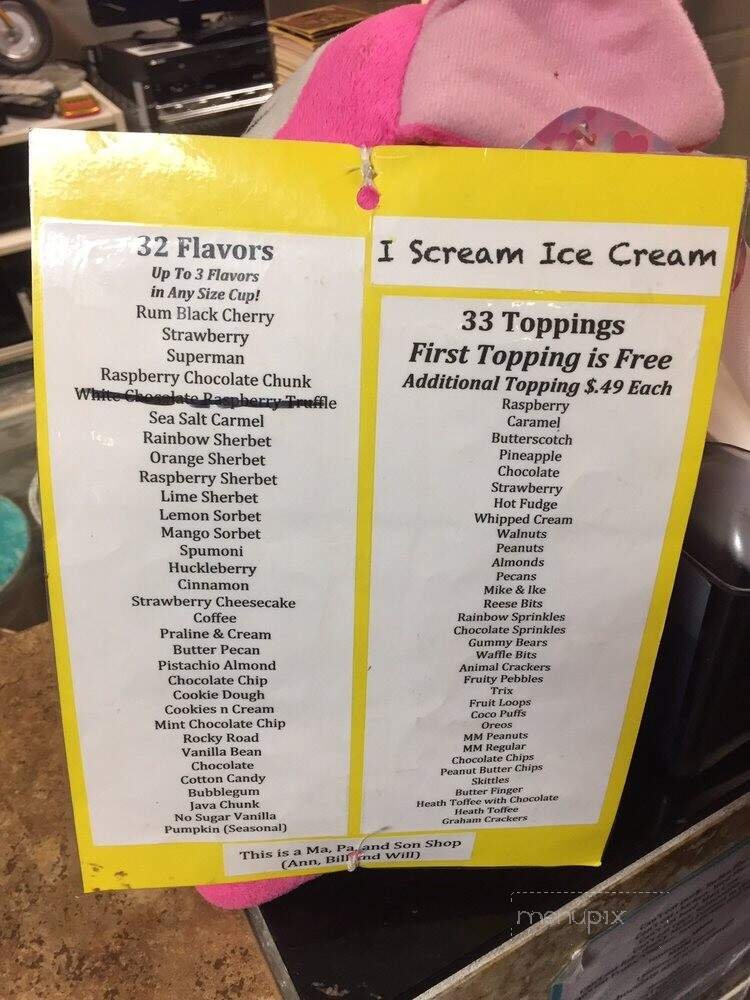 32 Flavors
Up To 3 Flavors
in Any Size Cup!
Rum Black Cherry
Strawberry
Superman
Raspberry Chocolate Chunk
White Chocolate Raspberry Truffle
Sea Salt Carmel
Rainbow Sherbet
Orange Sherbet
Raspberry Sherbet
Lime Sherbet
Lemon Sorbet
Mango Sorbet
Spumoni
Huckleberry
Cinnamon
Strawberry Cheesecake
Coffee
Praline & Cream
Butter Pecan
Pistachio Almond
Chocolate Chip
Cookie Dough
Cookies n Cream
Mint Chocolate Chip
Rocky Road
Vanilla Bean
Chocolate
Cotton Candy
Bubblegum
Java Chunk
No Sugar Vanilla
Pumpkin (Seasonal)
I Scream Ice Cream
33 Toppings
First Topping is Free
Additional Topping $.49 Each
Raspberry
Caramel
Butterscotch
Pineapple
Chocolate
Strawberry
Hot Fudge
Whipped Cream
Walnuts
Peanuts
Almonds
Pecans
Mike & Ike
Reese Bits
Rainbow Sprinkles
Chocolate Sprinkles
Gummy Bears
Waffle Bits
Animal Crackers
Fruity Pebbles
Trix
Fruit Loops
Coco Puffs
Oreos
MM Peanuts
MM Regular
Chocolate Chips
Peanut Butter Chips
Skittles
Butter Finger
Heath Toffee with Chocolate
Heath Toffee
Graham Crackers
This is a Ma, Pa and Son Shop
(Ann, Bill and Will)
menupix